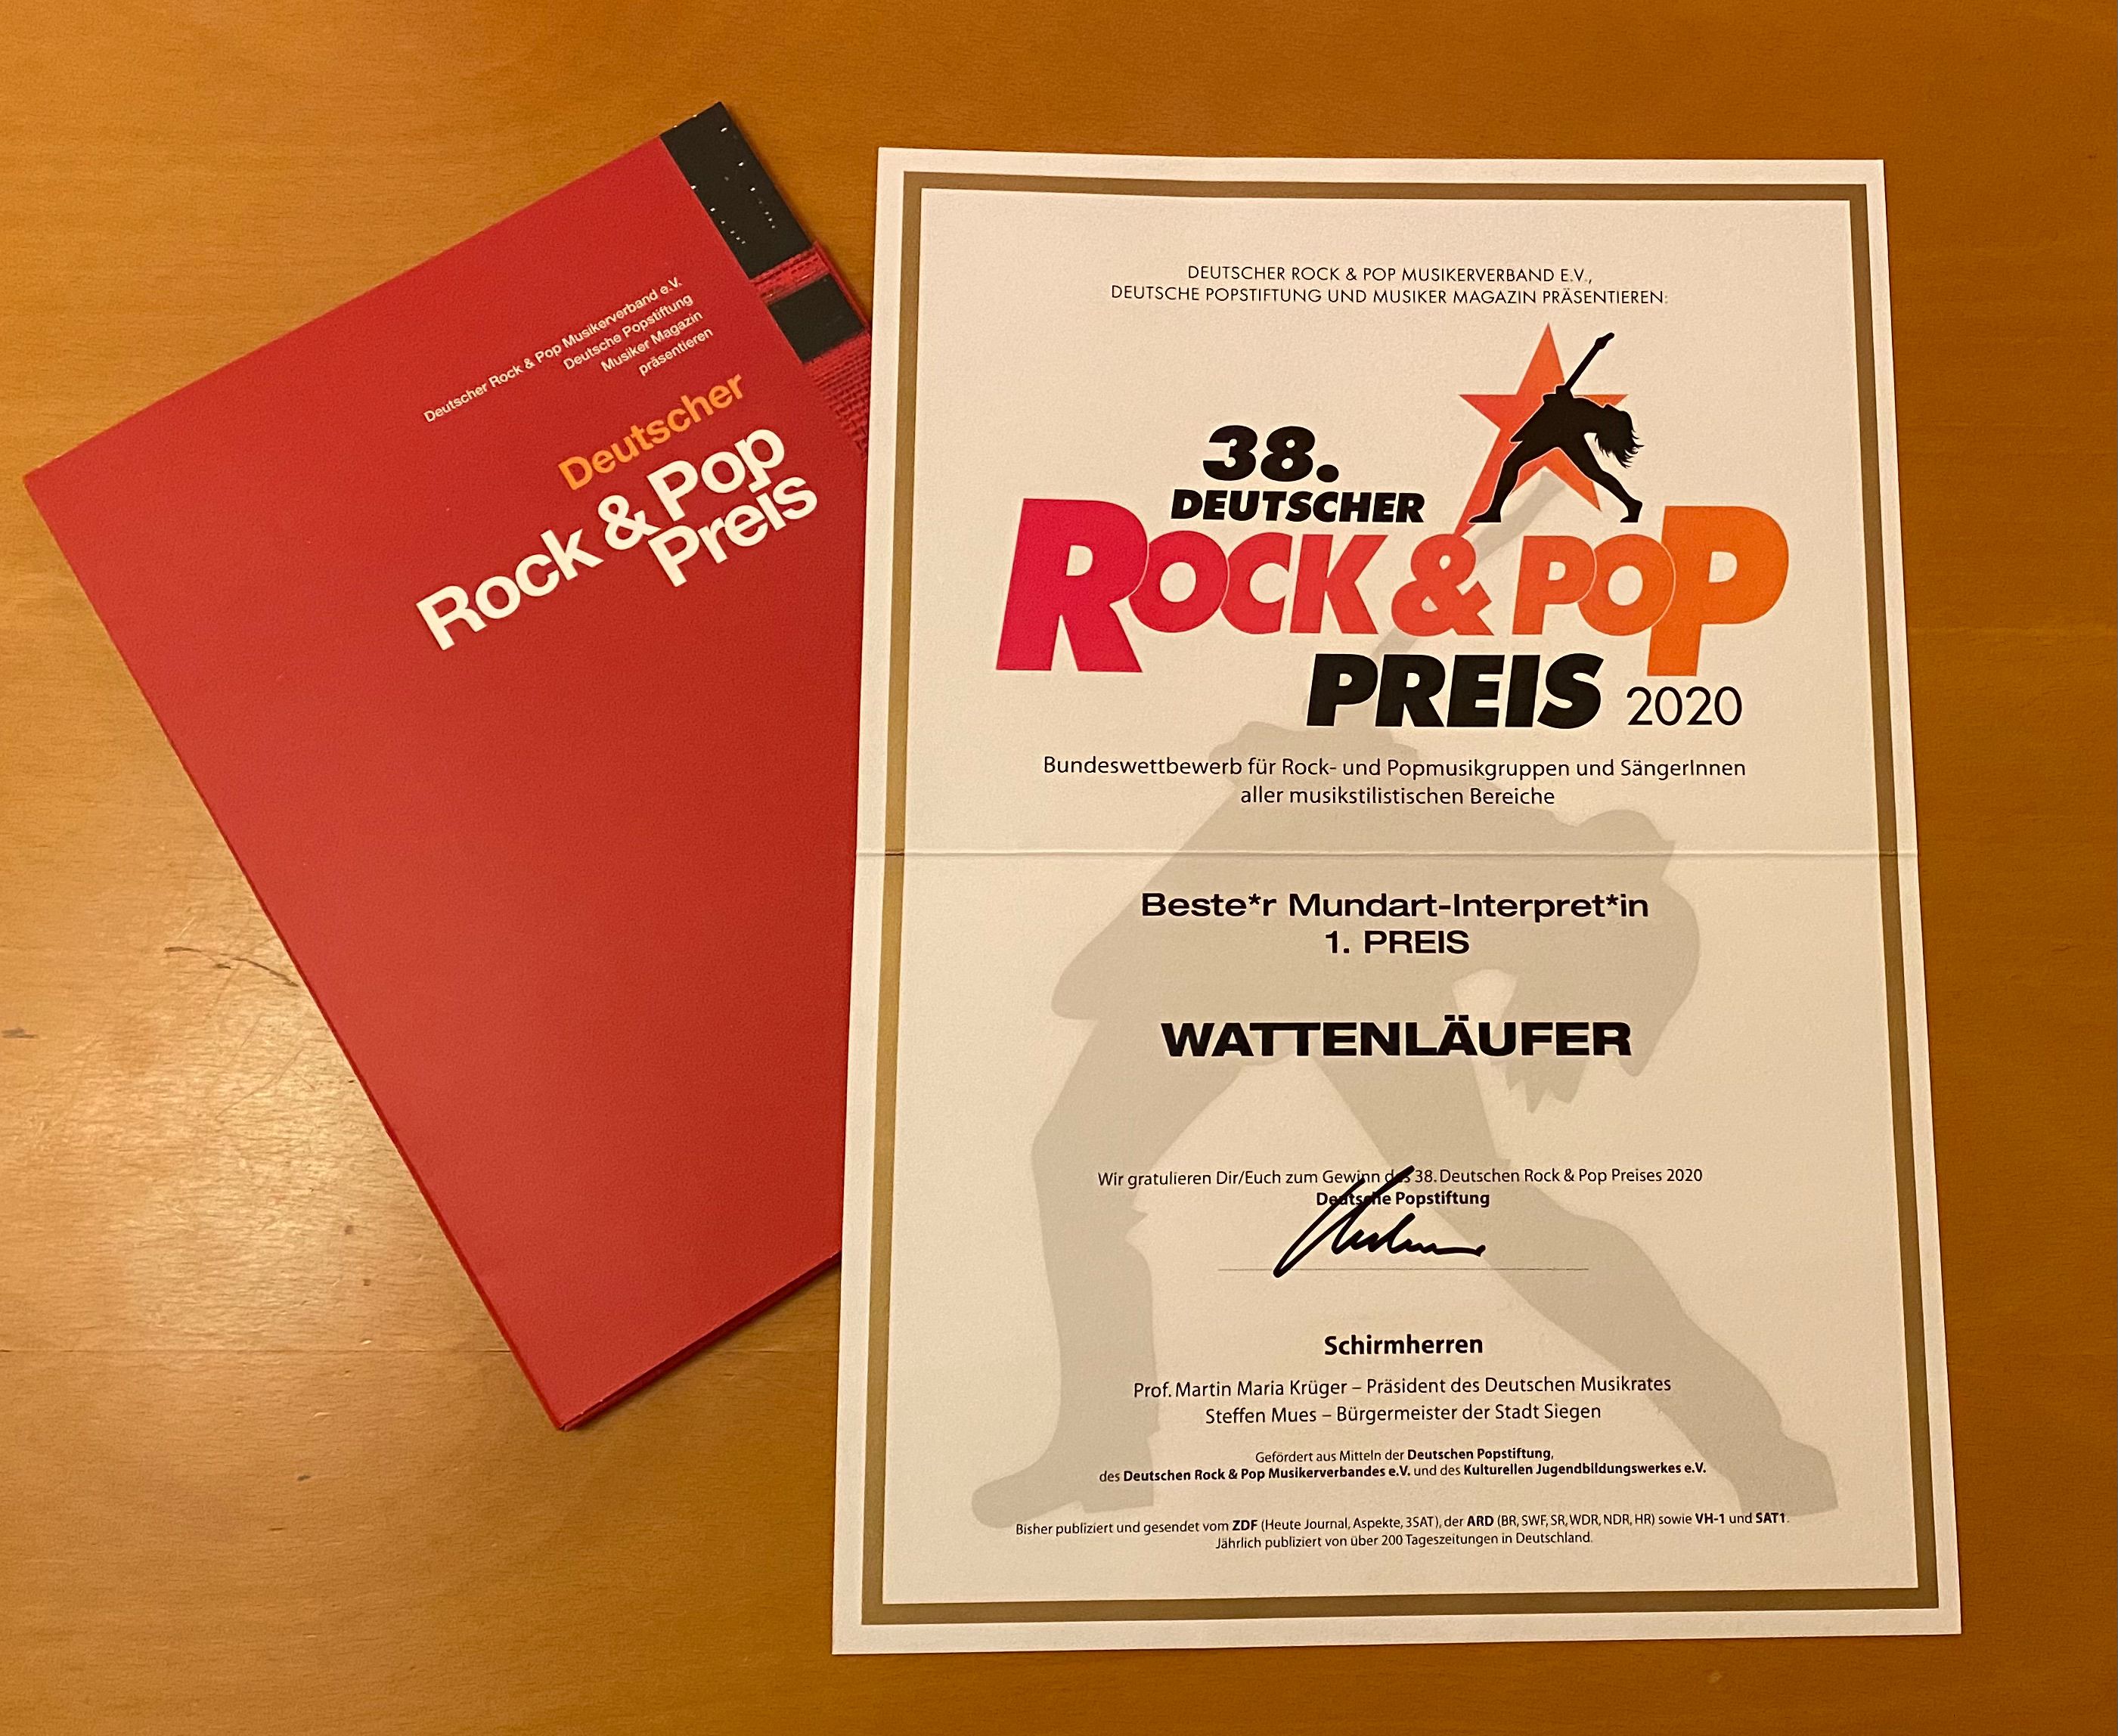 Deutscher Rock & Pop Musikerverband e.V.
Deutsche Popstiftung
Musiker Magazin
präsentieren
Deutscher
Rock & Pop
Preis
DEUTSCHER ROCK & POP MUSIKERVERBAND E.V.,
DEUTSCHE POPSTIFTUNG UND MUSIKER MAGAZIN PRÄSENTIEREN:
38.
DEUTSCHER
ROCK & POP
PREIS 2020
Bundeswettbewerb für Rock- und Popmusikgruppen und SängerInnen
aller musikstilistischen Bereiche
Beste*r Mundart-Interpret*in
1. PREIS
WATTENLÄUFER
Wir gratulieren Dir/Euch zum Gewinn des 38. Deutschen Rock & Pop Preises 2020
Deutsche Popstiftung
Schirmherren
Prof. Martin Maria Krüger – Präsident des Deutschen Musikrates
Steffen Mues – Bürgermeister der Stadt Siegen
Gefördert aus Mitteln der Deutschen Popstiftung,
des Deutschen Rock & Pop Musikerverbandes e.V. und des Kulturellen Jugendbildungswerkes e.V.
Bisher publiziert und gesendet vom ZDF (Heute Journal, Aspekte, 3SAT), der ARD (BR, SWF, SR, WDR, NDR, HR) sowie VH-1 und SAT1.
Jährlich publiziert von über 200 Tageszeitungen in Deutschland.